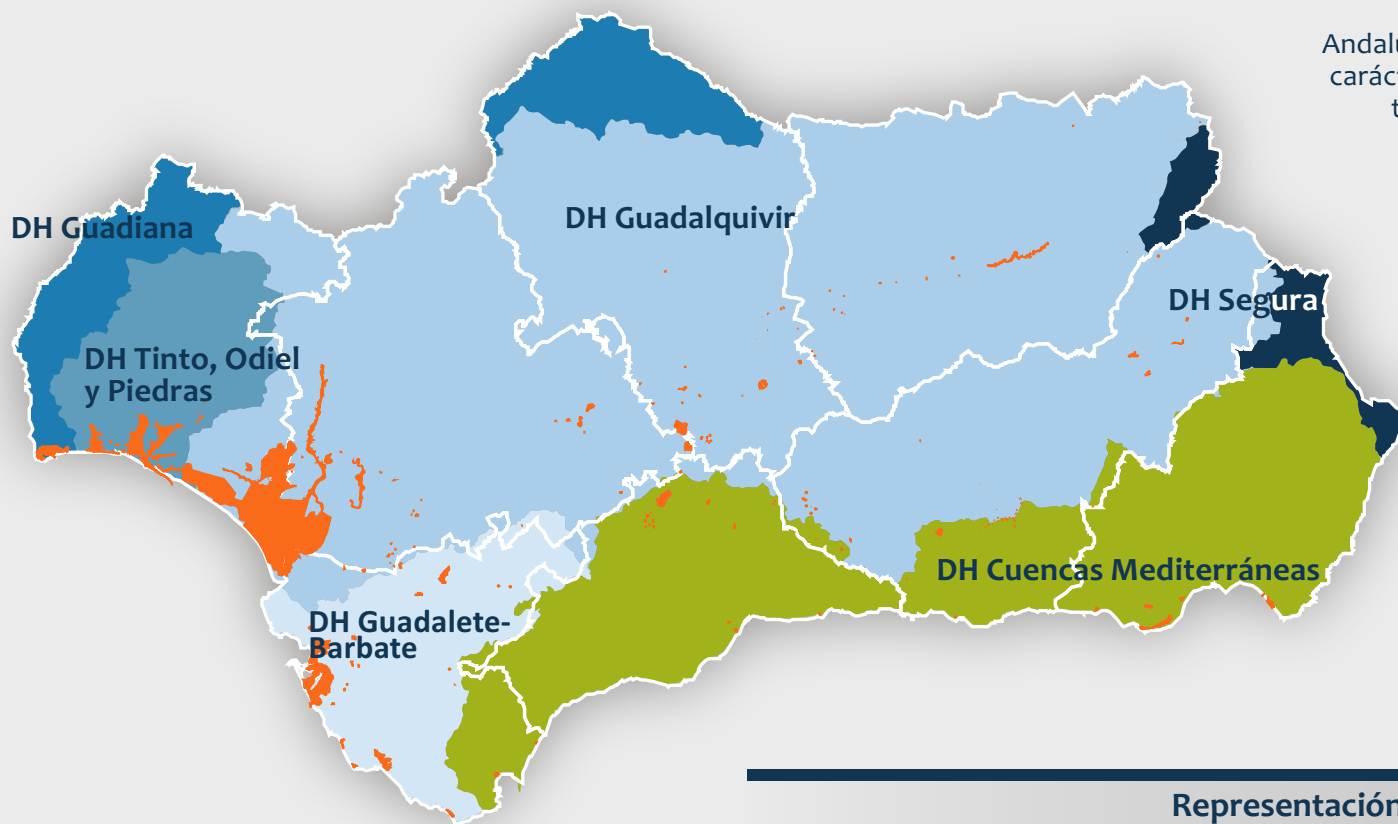 Andalu
caráct
t
DH Guadiana
DH Guadalquivir
DH Segura
DH Tinto, Odiel
y Piedras
DH Cuencas Mediterráneas
DH Guadalete-
Barbate
Representación